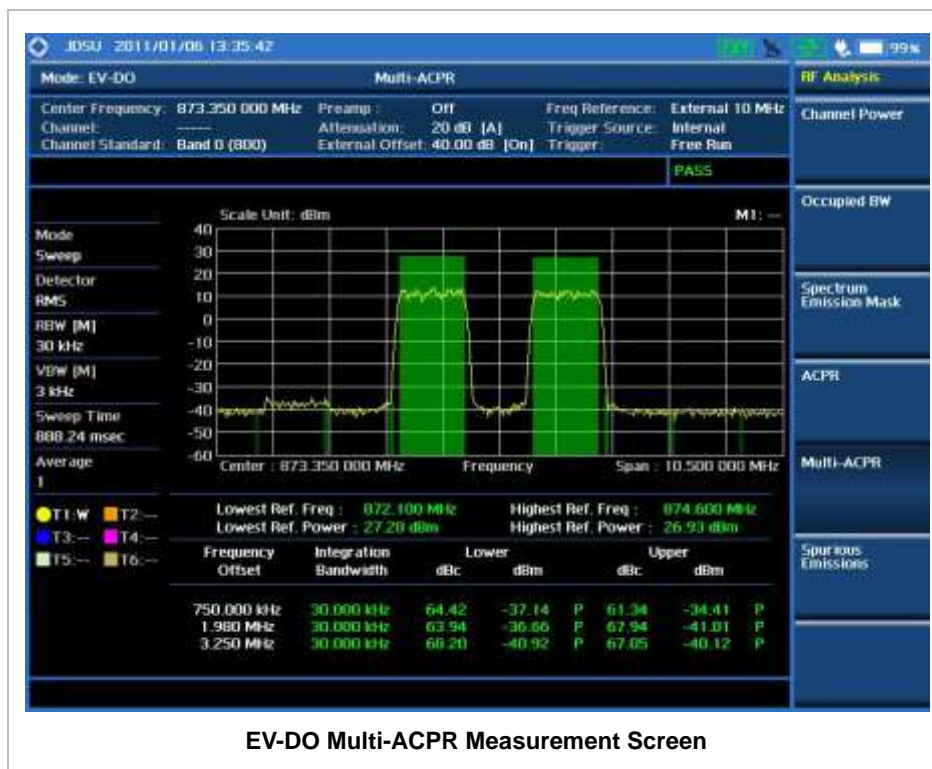 JDSU 2011/01/06 13:35:42 EXT 99%
Mode: EV-DO Multi-ACPR RF Analysis
Center Frequency: 873.350 000 MHz Preamp : Off Freq Reference: External 10 MHz
Channel: ----- Attenuation: 20 dB [A] Trigger Source: Internal
Channel Standard: Band 0 (800) External Offset: 40.00 dB [On] Trigger: Free Run
PASS
Channel Power
Occupied BW
Spectrum
Emission Mask
ACPR
Multi-ACPR
Spurious
Emissions
Mode
Sweep
Detector
RMS
RBW [M]
30 kHz
VBW [M]
3 kHz
Sweep Time
888.24 msec
Average
1
T1:W T2:--
T3:-- T4:--
T5:-- T6:--
Scale Unit: dBm M1: --
40
30
20
10
0
-10
-20
-30
-40
-50
-60
Center : 873.350 000 MHz Frequency Span : 10.500 000 MHz
Lowest Ref. Freq : 872.100 MHz Highest Ref. Freq : 874.600 MHz
Lowest Ref. Power : 27.28 dBm Highest Ref. Power : 26.93 dBm
Frequency Integration Lower Upper
Offset Bandwidth dBc dBm dBc dBm
750.000 kHz 30.000 kHz 64.42 -37.14 P 61.34 -34.41 P
1.980 MHz 30.000 kHz 63.94 -36.66 P 67.94 -41.01 P
3.250 MHz 30.000 kHz 68.20 -40.92 P 67.05 -40.12 P
EV-DO Multi-ACPR Measurement Screen